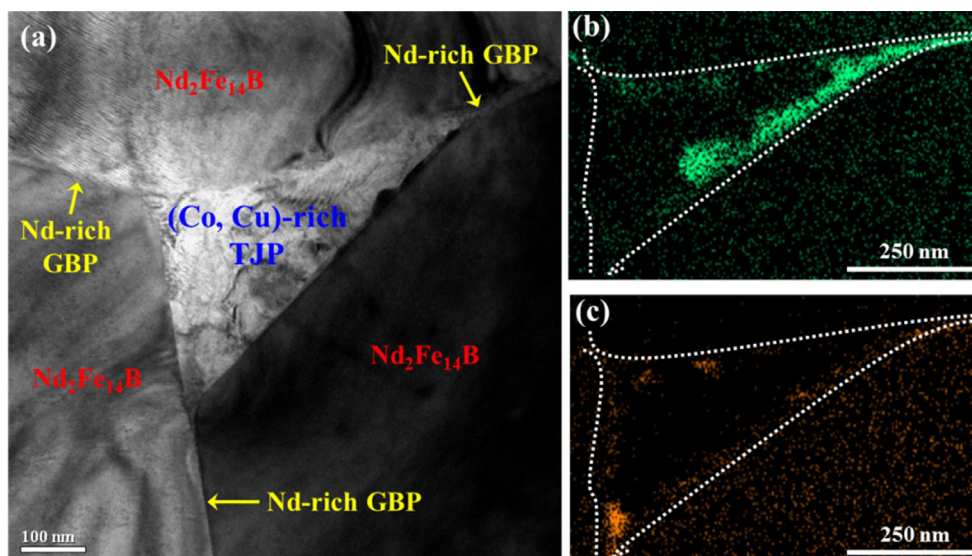 (a)
Nd₂Fe₁₄B
Nd-rich GBP
(Co, Cu)-rich
TJP
Nd-rich
GBP
Nd₂Fe₁₄B
Nd₂Fe₁₄B
Nd-rich GBP
100 nm
(b)
250 nm
(c)
250 nm